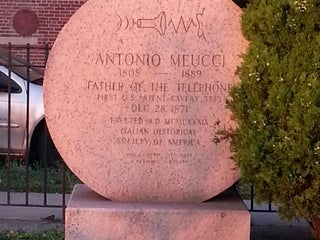 ANTONIO MEUCCI
1808 1889
FATHER OF THE TELEPHONE
FIRST U.S. PATENT CAVEAT 3335
DEC 28, 1871
ERECTED A.D. MCMLXXXIX
ITALIAN HISTORICAL
SOCIETY OF AMERICA